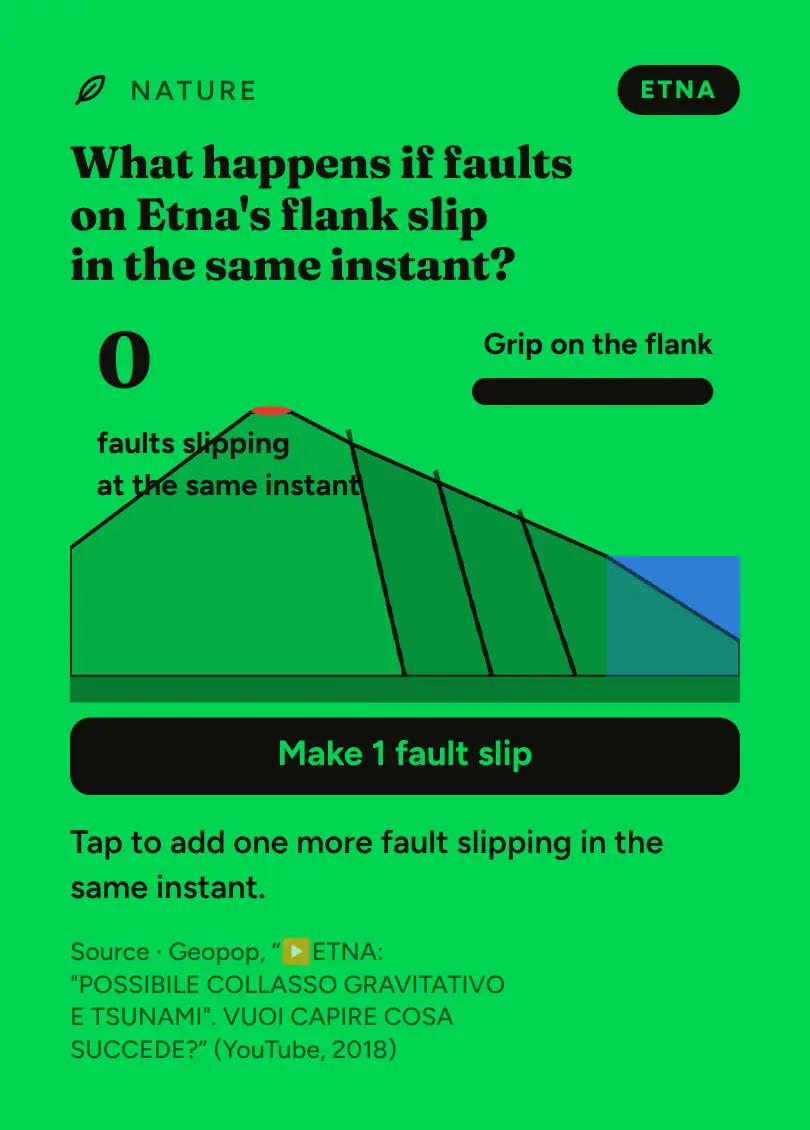 NATURE
ETNA
What happens if faults
on Etna's flank slip
in the same instant?
0
Grip on the flank
faults slipping
at the same instant
Make 1 fault slip
Tap to add one more fault slipping in the
same instant.
Source · Geopop, “▶️ETNA:
"POSSIBILE COLLASSO GRAVITATIVO
E TSUNAMI". VUOI CAPIRE COSA
SUCCEDE?” (YouTube, 2018)